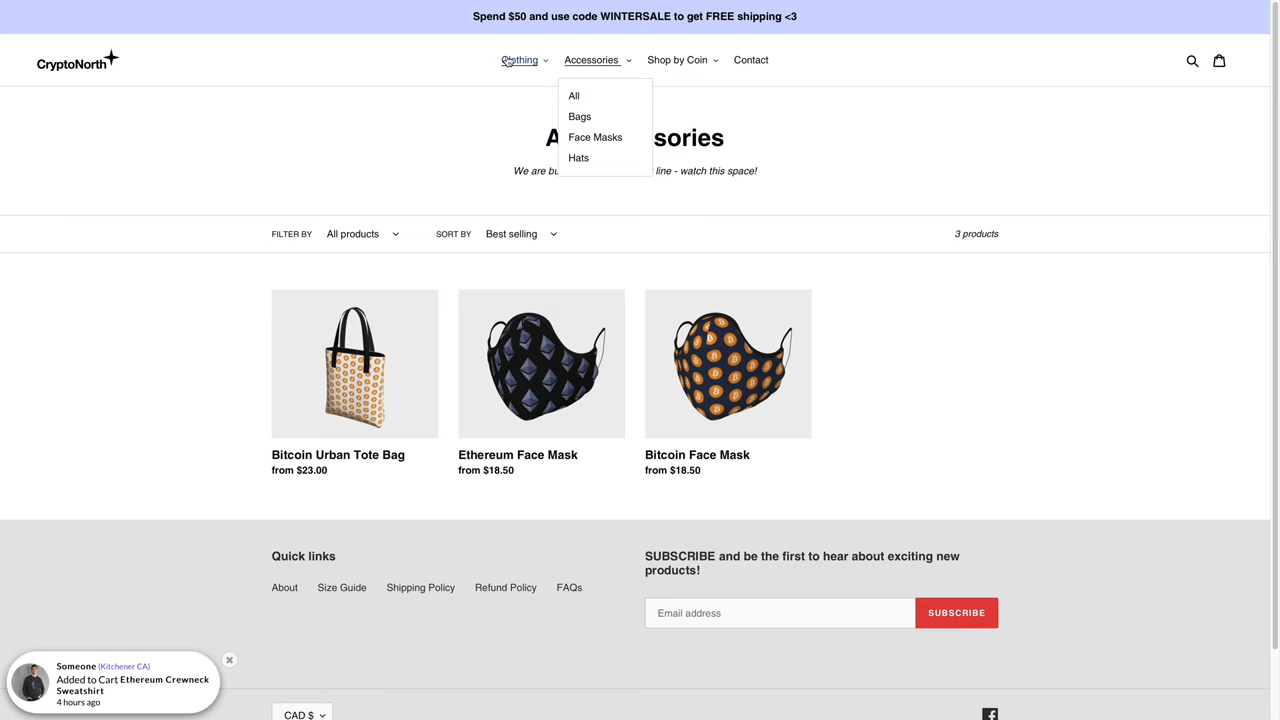 Spend $50 and use code WINTERSALE to get FREE shipping <3
CryptoNorth
Clothing
Accessories
Shop by Coin
Contact
All
Bags
Face Masks
Hats
We are bu
line - watch this space!
FILTER BY
All products
SORT BY
Best selling
3 products
Bitcoin Urban Tote Bag
from $23.00
Ethereum Face Mask
from $18.50
Bitcoin Face Mask
from $18.50
Quick links
About
Size Guide
Shipping Policy
Refund Policy
FAQs
SUBSCRIBE and be the first to hear about exciting new
products!
Email address
SUBSCRIBE
Someone (Kitchener CA)
Added to Cart Ethereum Crewneck
Sweatshirt
4 hours ago
CAD $